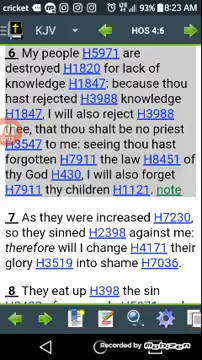 cricket 93% 8:23 AM
KJV HOS 4:6
6 My people H5971 are
destroyed H1820 for lack of
knowledge H1847: because thou
hast rejected H3988 knowledge
H1847, I will also reject H3988
thee, that thou shalt be no priest
H3547 to me: seeing thou hast
forgotten H7911 the law H8451 of
thy God H430, I will also forget
H7911 thy children H1121. note
7 As they were increased H7230,
so they sinned H2398 against me:
therefore will I change H4171 their
glory H3519 into shame H7036.
8 They eat up H398 the sin
Recorded by